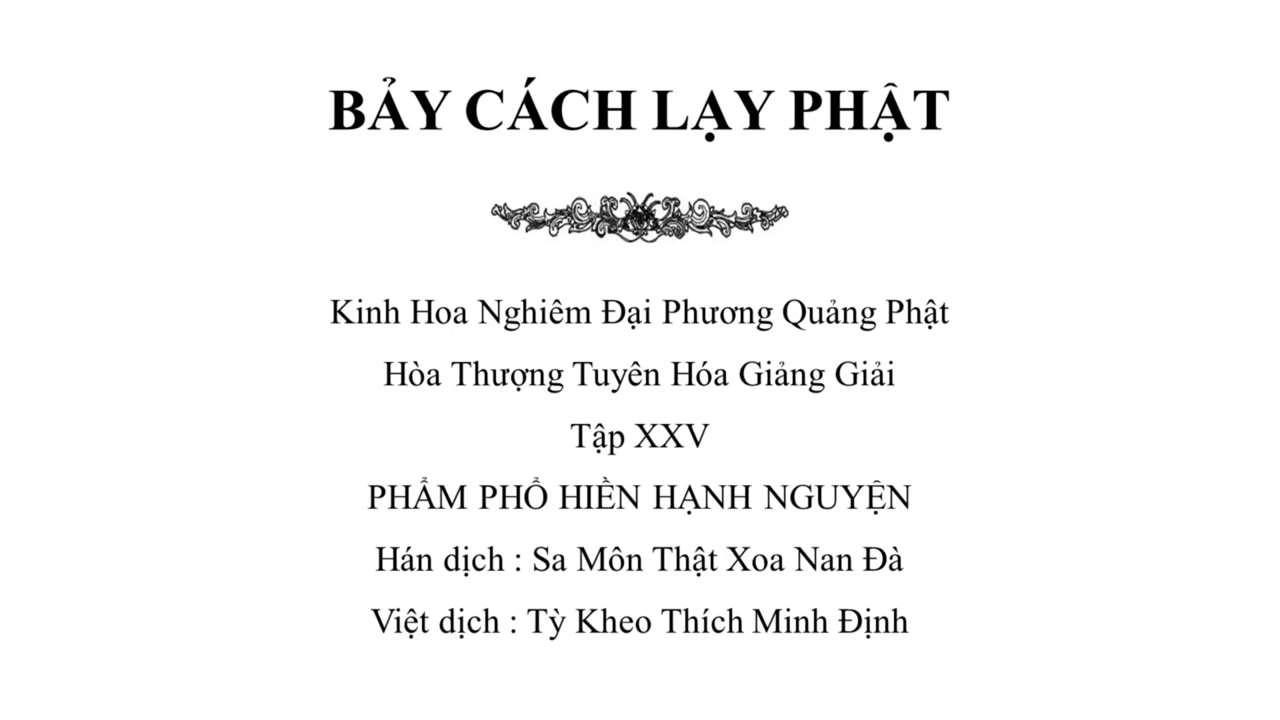 BẢY CÁCH LẠY PHẬT
Kinh Hoa Nghiêm Đại Phương Quảng Phật
Hòa Thượng Tuyên Hóa Giảng Giải
Tập XXV
PHẨM PHỔ HIỀN HẠNH NGUYỆN
Hán dịch : Sa Môn Thật Xoa Nan Đà
Việt dịch : Tỳ Kheo Thích Minh Định